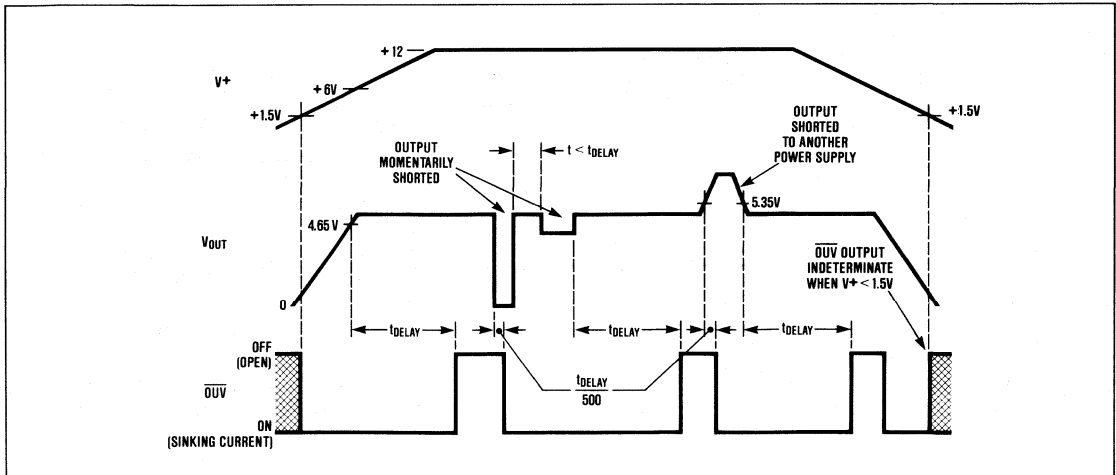 +12
V+
+6V
+1.5V
+1.5V
OUTPUT
SHORTED
TO ANOTHER
POWER SUPPLY
OUTPUT
MOMENTARILY
SHORTED
t < tDELAY
4.65V
5.35V
VOUT
0
OUV OUTPUT
INDETERMINATE
WHEN V+ < 1.5V
tDELAY
tDELAY
tDELAY
OFF
(OPEN)
OUV
tDELAY
500
ON
(SINKING CURRENT)